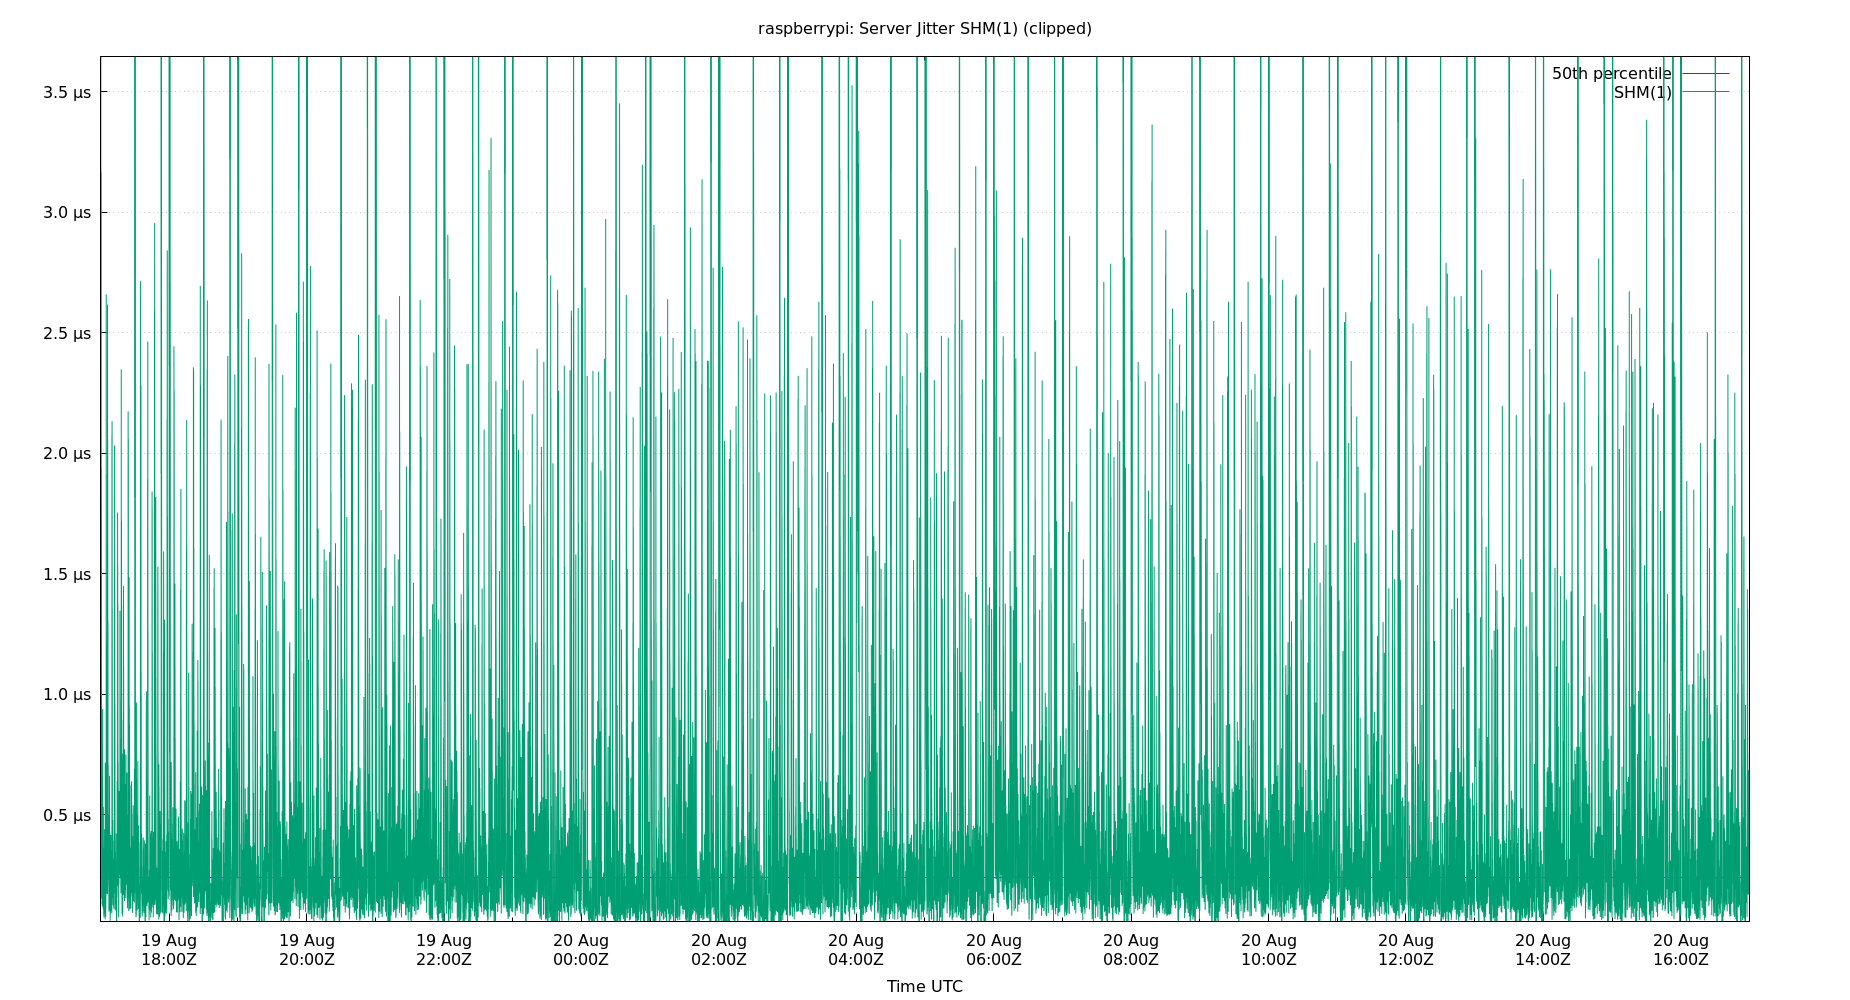 raspberrypi: Server Jitter SHM(1) (clipped)
50th percentile
SHM(1)
3.5 µs
3.0 µs
2.5 µs
2.0 µs
1.5 µs
1.0 µs
0.5 µs
19 Aug 19 Aug 19 Aug 20 Aug 20 Aug 20 Aug 20 Aug 20 Aug 20 Aug 20 Aug 20 Aug 20 Aug
18:00Z 20:00Z 22:00Z 00:00Z 02:00Z 04:00Z 06:00Z 08:00Z 10:00Z 12:00Z 14:00Z 16:00Z
Time UTC